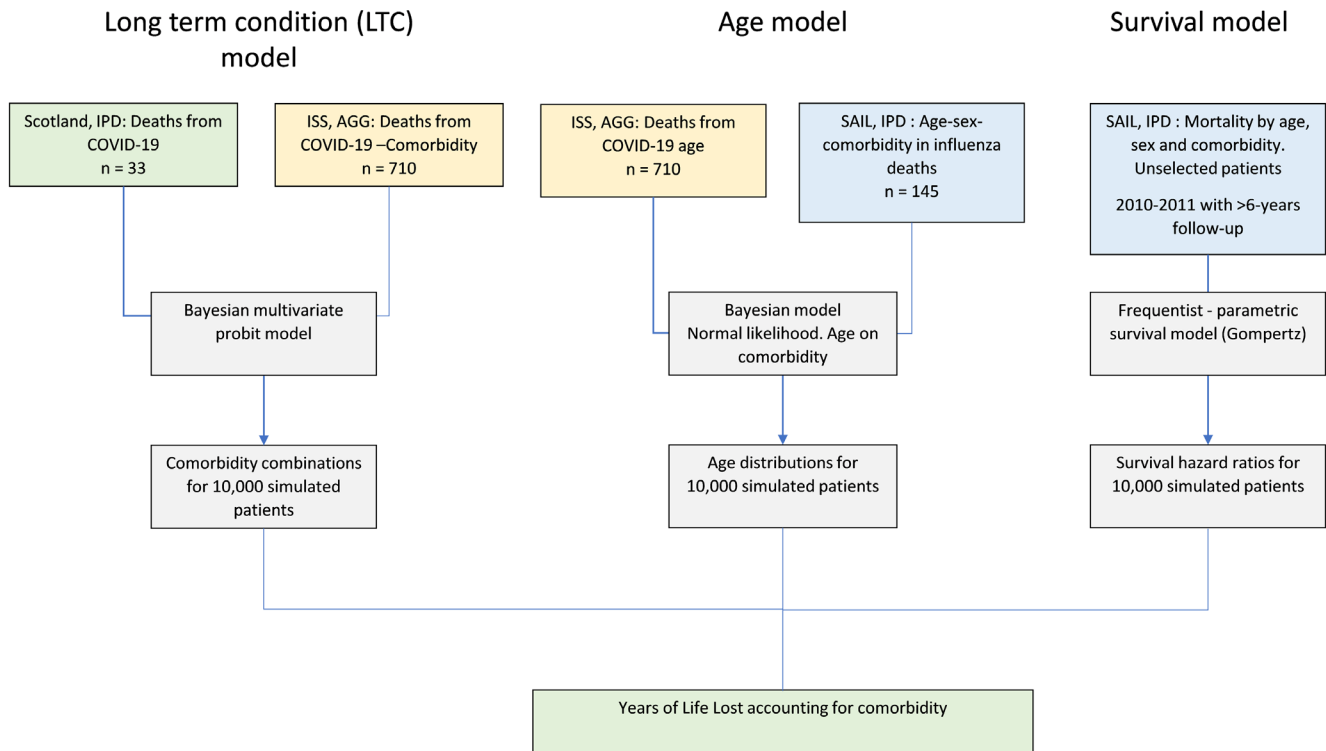 Long term condition (LTC)
model
Age model
Survival model
Scotland, IPD: Deaths from
COVID-19
n = 33
ISS, AGG: Deaths from
COVID-19 –Comorbidity
n = 710
ISS, AGG: Deaths from
COVID-19 age
n = 710
SAIL, IPD : Age-sex-
comorbidity in influenza
deaths
n = 145
SAIL, IPD : Mortality by age,
sex and comorbidity.
Unselected patients
2010-2011 with >6-years
follow-up
Bayesian multivariate
probit model
Bayesian model
Normal likelihood. Age on
comorbidity
Frequentist - parametric
survival model (Gompertz)
Comorbidity combinations
for 10,000 simulated
patients
Age distributions for
10,000 simulated patients
Survival hazard ratios for
10,000 simulated patients
Years of Life Lost accounting for comorbidity